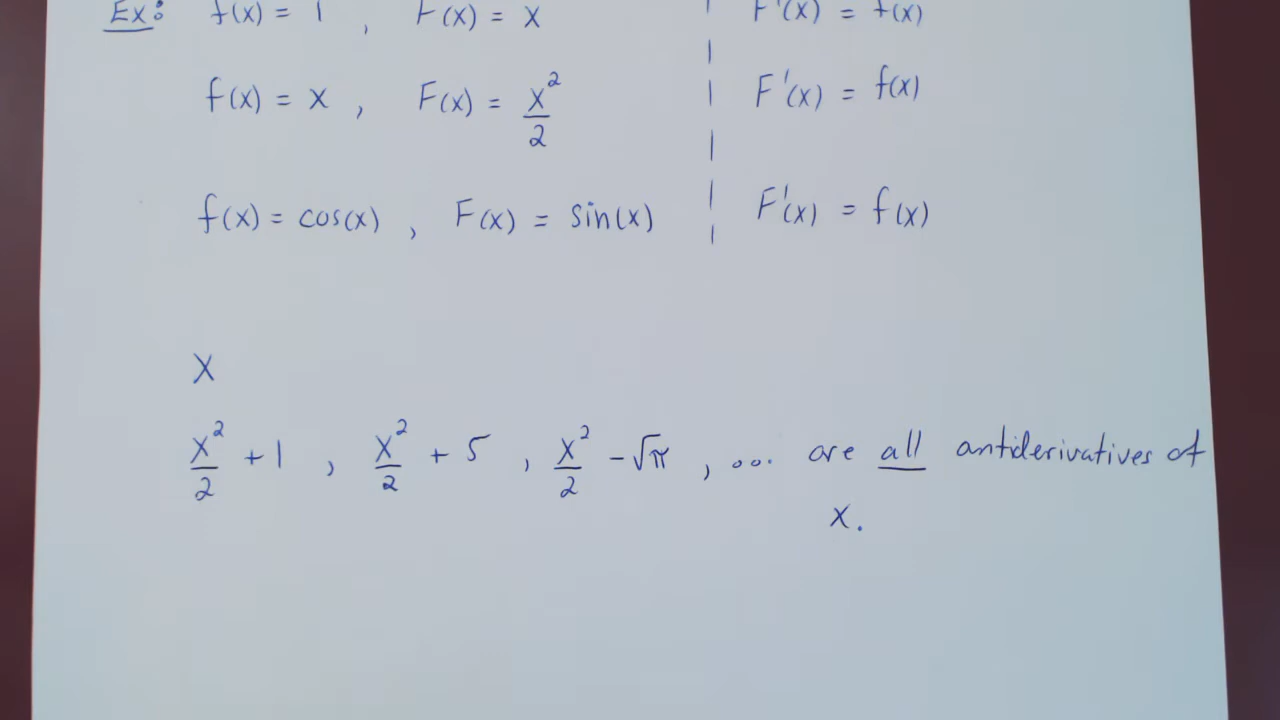 Ex: f(x) = 1 , F(x) = x F'(x) = f(x)
f(x) = x , F(x) = x²/2 F'(x) = f(x)
f(x) = cos(x) , F(x) = sin(x) F'(x) = f(x)
x
x²/2 + 1 , x²/2 + 5 , x²/2 - √π , ... are all antiderivatives of
x.